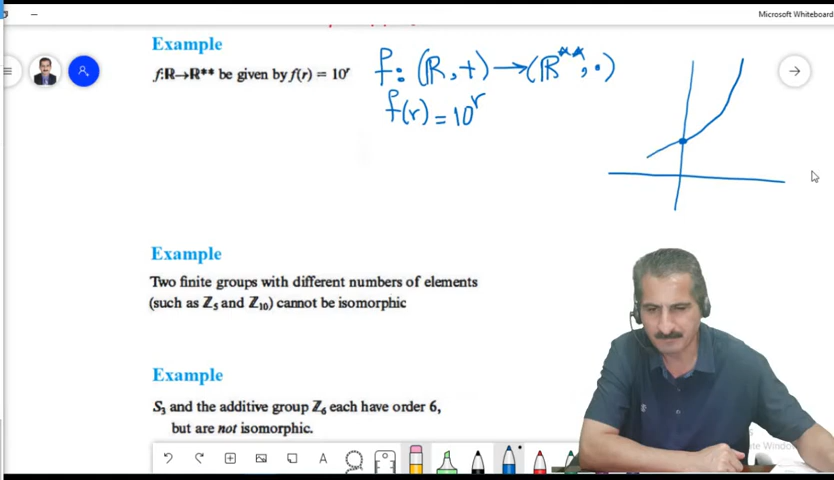 Microsoft Whiteboard
Example
f:R→R** be given by f(r) = 10^r
f: (R, +) → (R**, ·)
f(r) = 10^r
Example
Two finite groups with different numbers of elements
(such as Z₅ and Z₁₀) cannot be isomorphic
Example
S₃ and the additive group Z₆ each have order 6,
but are not isomorphic.
A